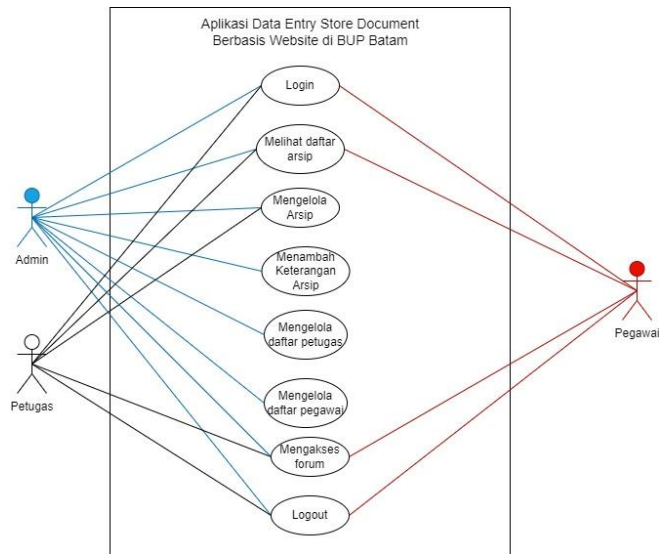 Aplikasi Data Entry Store Document
Berbasis Website di BUP Batam
Login
Melihat daftar
arsip
Mengelola
Arsip
Admin
Menambah
Keterangan
Arsip
Pegawai
Mengelola
daftar petugas
Petugas
Mengelola
daftar pegawai
Mengakses
forum
Logout